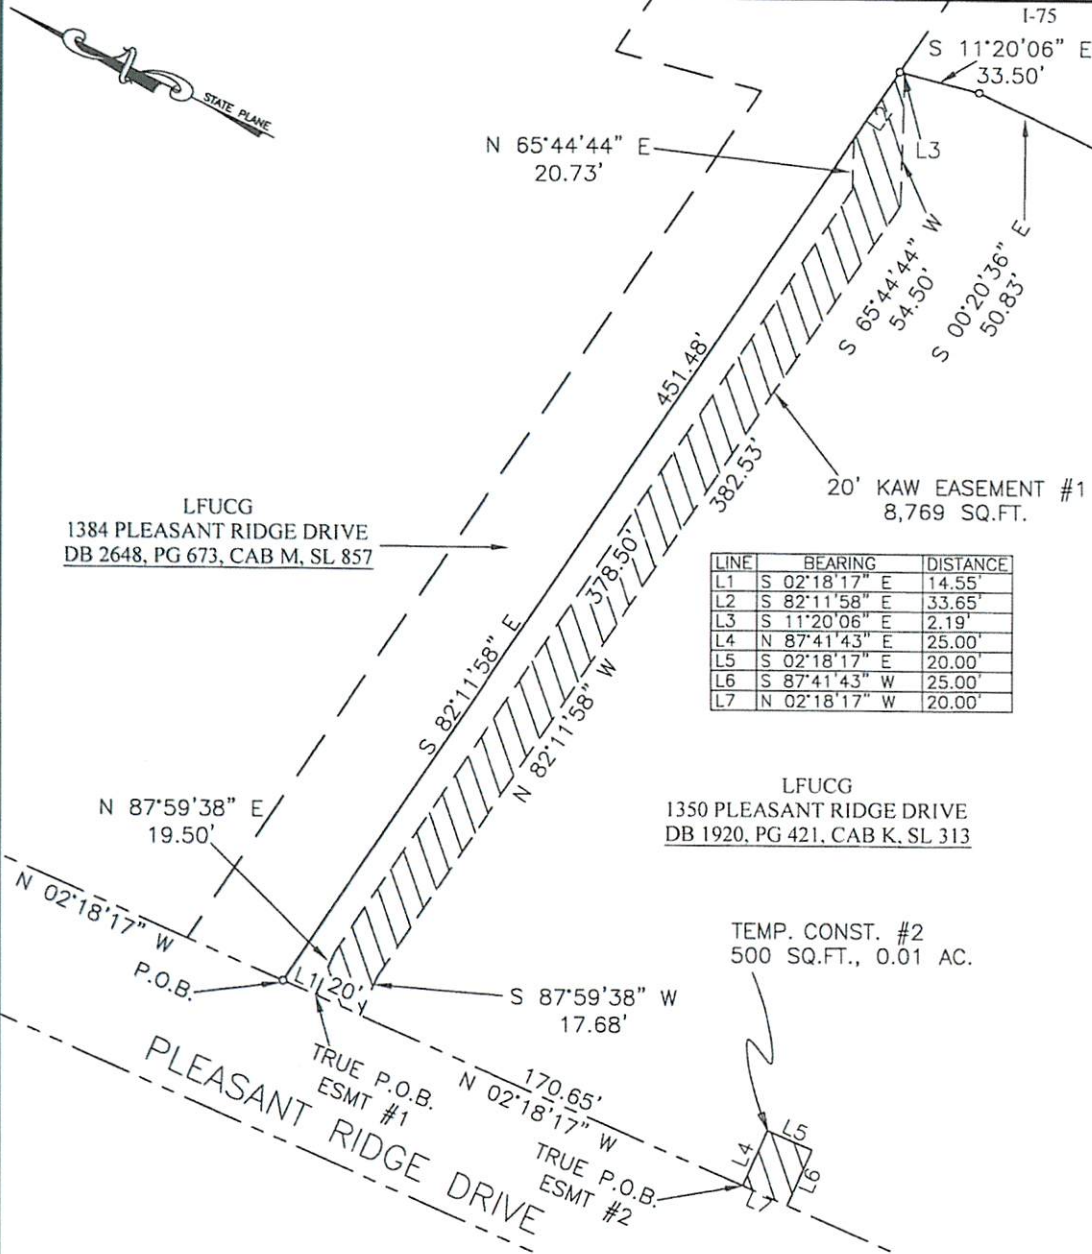 I-75
S 11°20'06" E
33.50'
STATE PLANE
N 65°44'44" E
20.73'
L2
L3
S 65°44'44" W
54.50'
S 00°20'36" E
50.83'
451.48'
382.53'
378.50'
20' KAW EASEMENT #1
8,769 SQ.FT.
LFUCG
1384 PLEASANT RIDGE DRIVE
DB 2648, PG 673, CAB M, SL 857
LINE BEARING DISTANCE
L1 S 02°18'17" E 14.55'
L2 S 82°11'58" E 33.65'
L3 S 11°20'06" E 2.19'
L4 N 87°41'43" E 25.00'
L5 S 02°18'17" E 20.00'
L6 S 87°41'43" W 25.00'
L7 N 02°18'17" W 20.00'
S 82°11'58" E
N 82°11'58" W
LFUCG
1350 PLEASANT RIDGE DRIVE
DB 1920, PG 421, CAB K, SL 313
N 87°59'38" E
19.50'
N 02°18'17" W
P.O.B.
L1
20'
S 87°59'38" W
17.68'
TEMP. CONST. #2
500 SQ.FT., 0.01 AC.
TRUE P.O.B.
ESMT #1
170.65'
N 02°18'17" W
PLEASANT RIDGE DRIVE
TRUE P.O.B.
ESMT #2
L4
L5
L6
L7